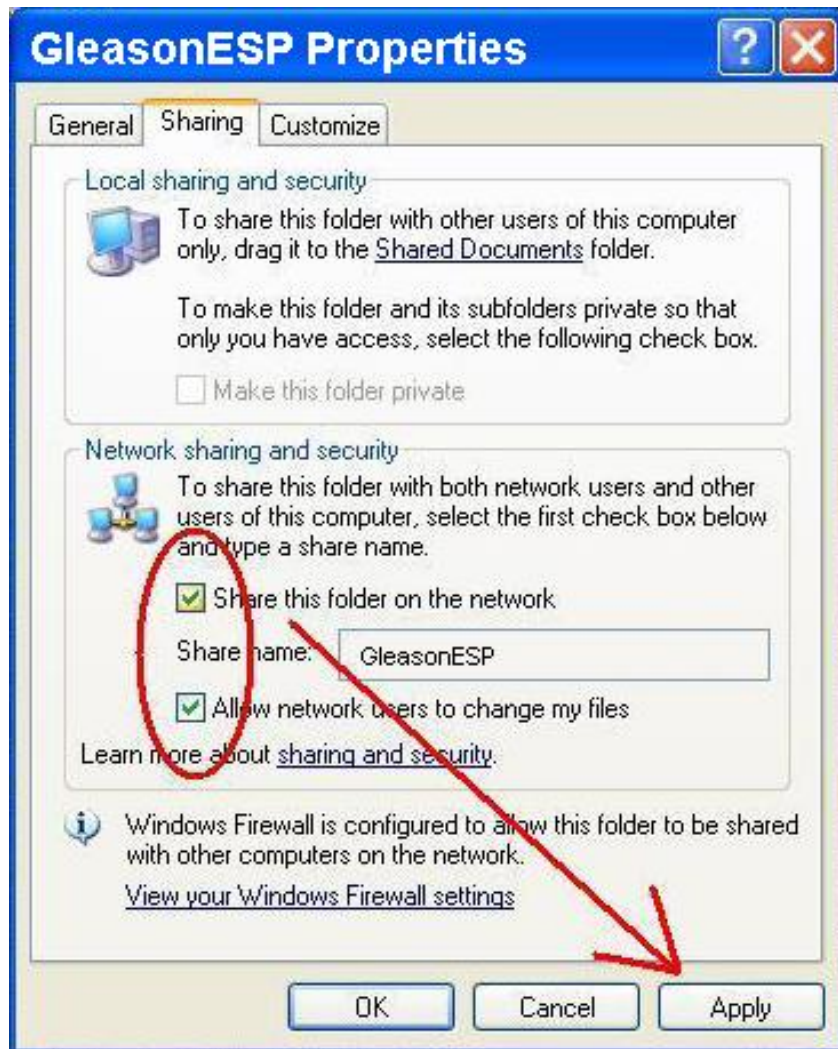 GleasonESP Properties
General Sharing Customize
Local sharing and security
To share this folder with other users of this computer
only, drag it to the Shared Documents folder.
To make this folder and its subfolders private so that
only you have access, select the following check box.
Make this folder private
Network sharing and security
To share this folder with both network users and other
users of this computer, select the first check box below
and type a share name.
Share this folder on the network
Share name: GleasonESP
Allow network users to change my files
Learn more about sharing and security.
Windows Firewall is configured to allow this folder to be shared
with other computers on the network.
View your Windows Firewall settings
OK Cancel Apply